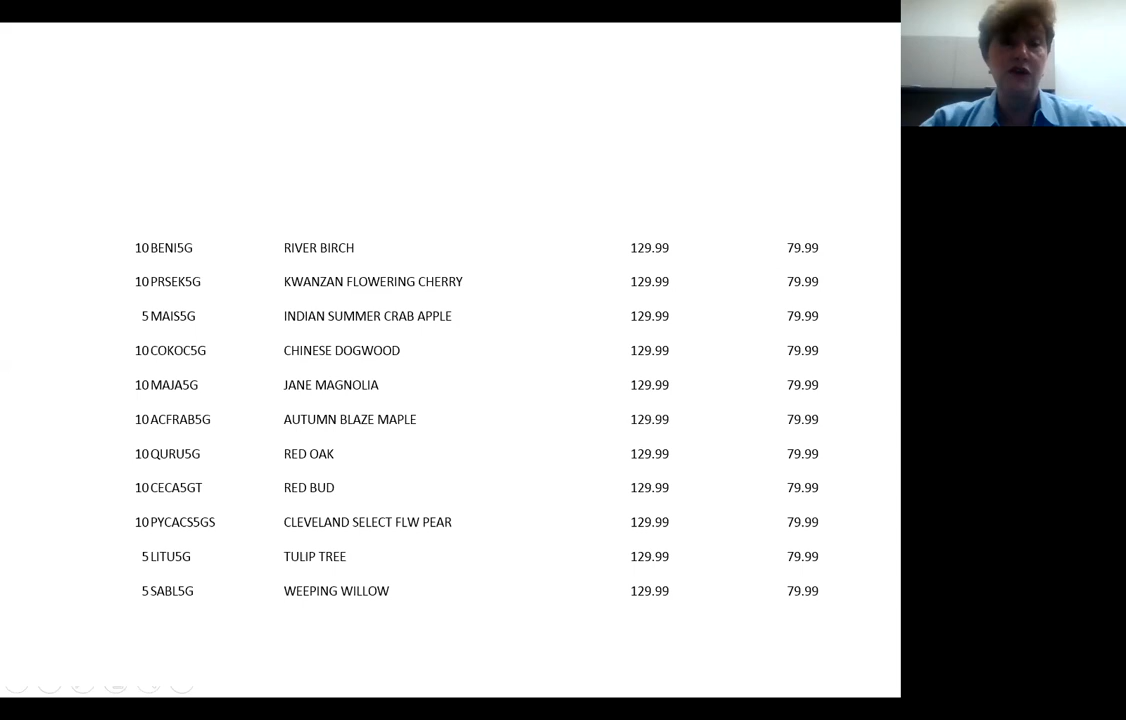 10 BENI5G RIVER BIRCH 129.99 79.99
10 PRSEK5G KWANZAN FLOWERING CHERRY 129.99 79.99
5 MAIS5G INDIAN SUMMER CRAB APPLE 129.99 79.99
10 COKOC5G CHINESE DOGWOOD 129.99 79.99
10 MAJA5G JANE MAGNOLIA 129.99 79.99
10 ACFRAB5G AUTUMN BLAZE MAPLE 129.99 79.99
10 QURU5G RED OAK 129.99 79.99
10 CECA5GT RED BUD 129.99 79.99
10 PYCACS5GS CLEVELAND SELECT FLW PEAR 129.99 79.99
5 LITU5G TULIP TREE 129.99 79.99
5 SABL5G WEEPING WILLOW 129.99 79.99